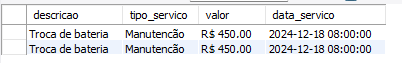 descricao tipo_servico valor data_servico
Troca de bateria Manutencão R$ 450.00 2024-12-18 08:00:00
Troca de bateria Manutencão R$ 450.00 2024-12-18 08:00:00